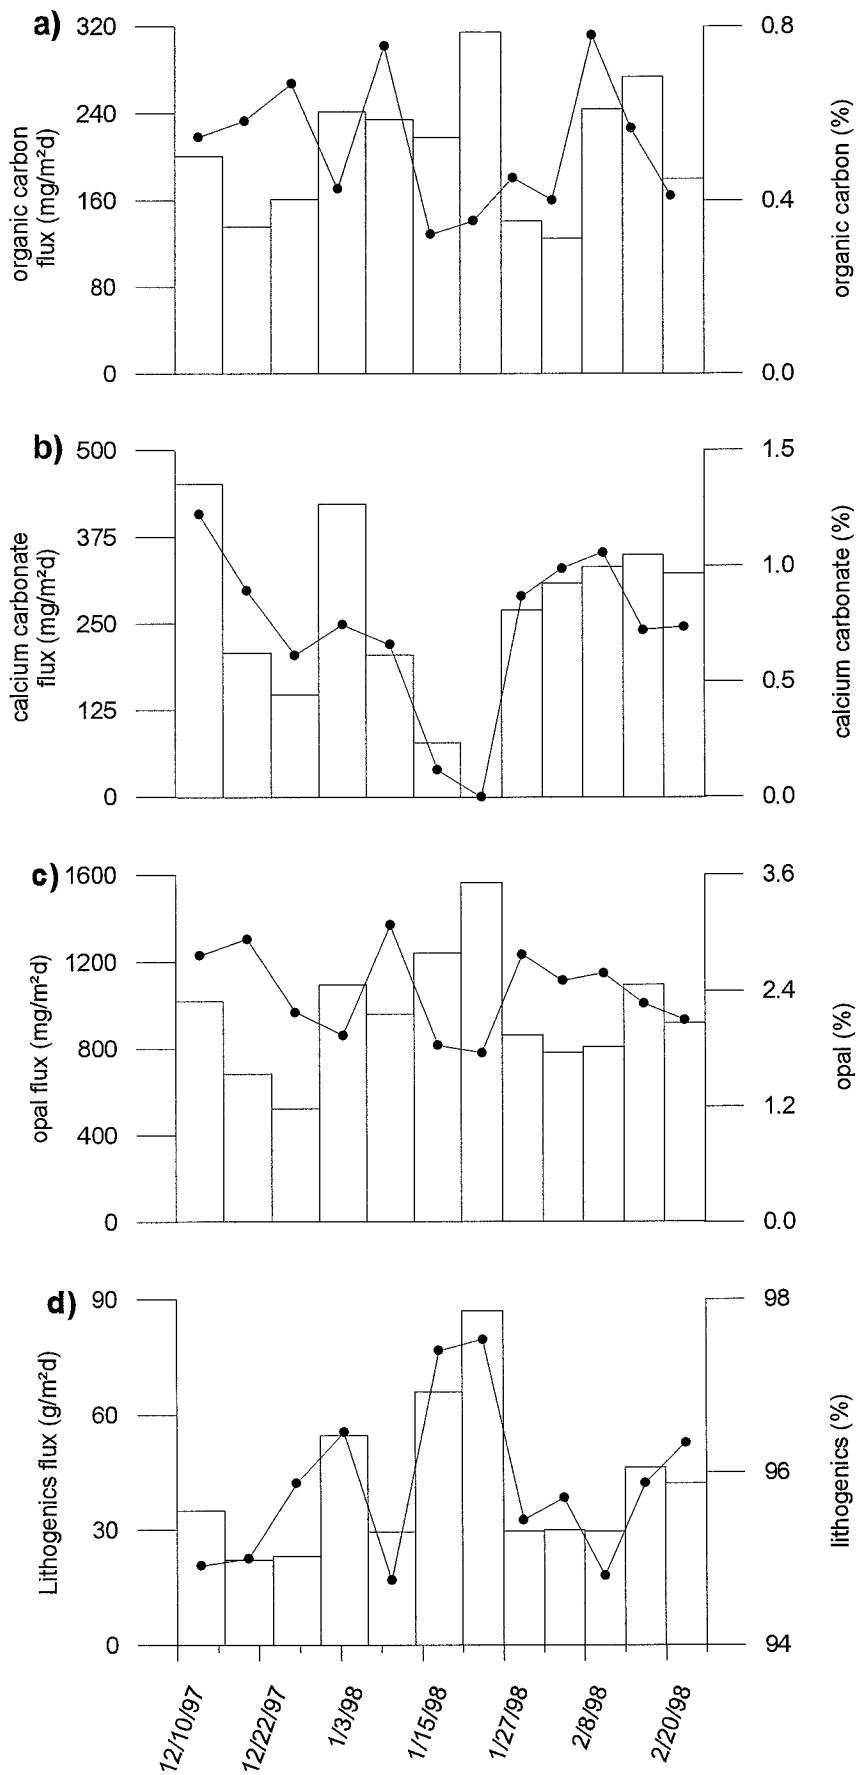 a)
320
240
160
80
0
organic carbon
flux (mg/m²d)
0.8
0.4
0.0
organic carbon (%)
b)
500
375
250
125
0
calcium carbonate
flux (mg/m²d)
1.5
1.0
0.5
0.0
calcium carbonate (%)
c)
1600
1200
800
400
0
opal flux (mg/m²d)
3.6
2.4
1.2
0.0
opal (%)
d)
90
60
30
0
Lithogenics flux (g/m²d)
98
96
94
lithogenics (%)
12/10/97
12/22/97
1/3/98
1/15/98
1/27/98
2/8/98
2/20/98